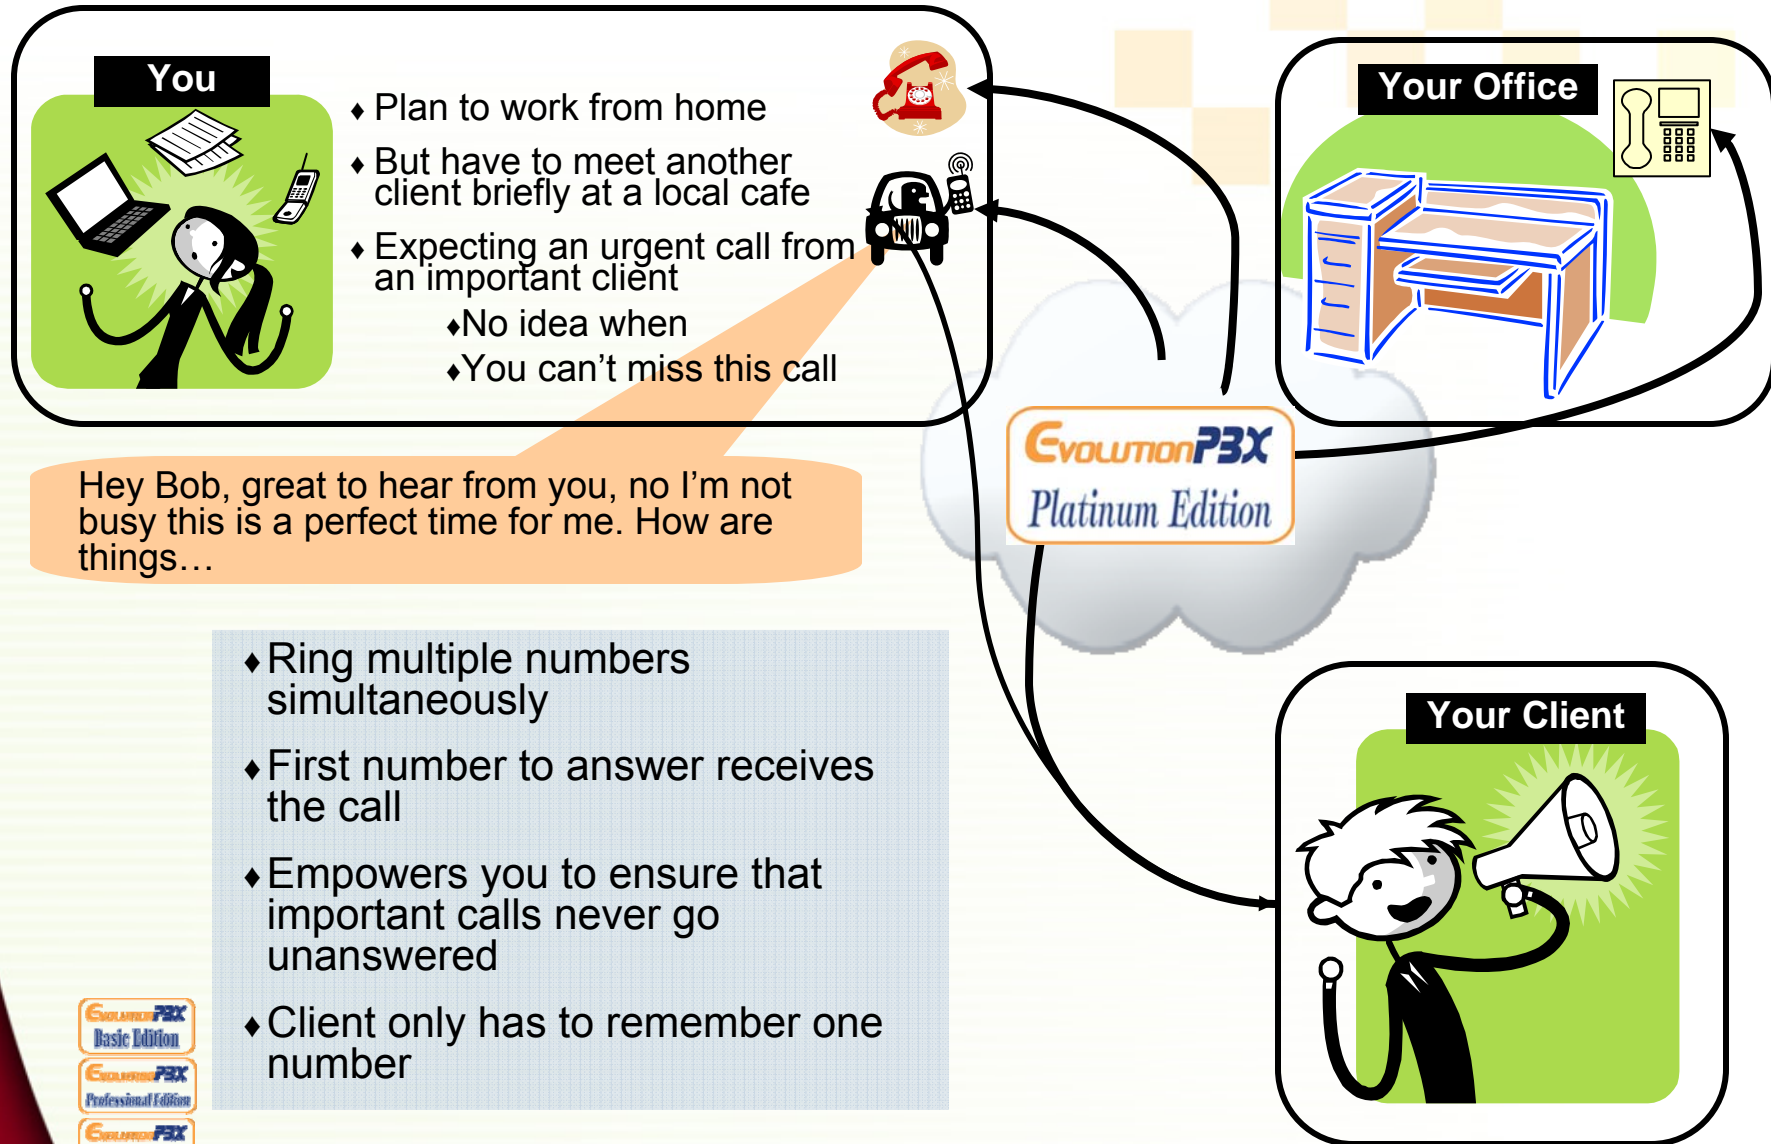 You
♦ Plan to work from home
♦ But have to meet another
client briefly at a local cafe
♦ Expecting an urgent call from
an important client
♦No idea when
♦You can't miss this call
Your Office
EvolutionPBX
Platinum Edition
Hey Bob, great to hear from you, no I'm not
busy this is a perfect time for me. How are
things…
♦Ring multiple numbers
simultaneously
♦First number to answer receives
the call
♦Empowers you to ensure that
important calls never go
unanswered
♦Client only has to remember one
number
Your Client
EvolutionPBX
Basic Edition
EvolutionPBX
Professional Edition
EvolutionPBX